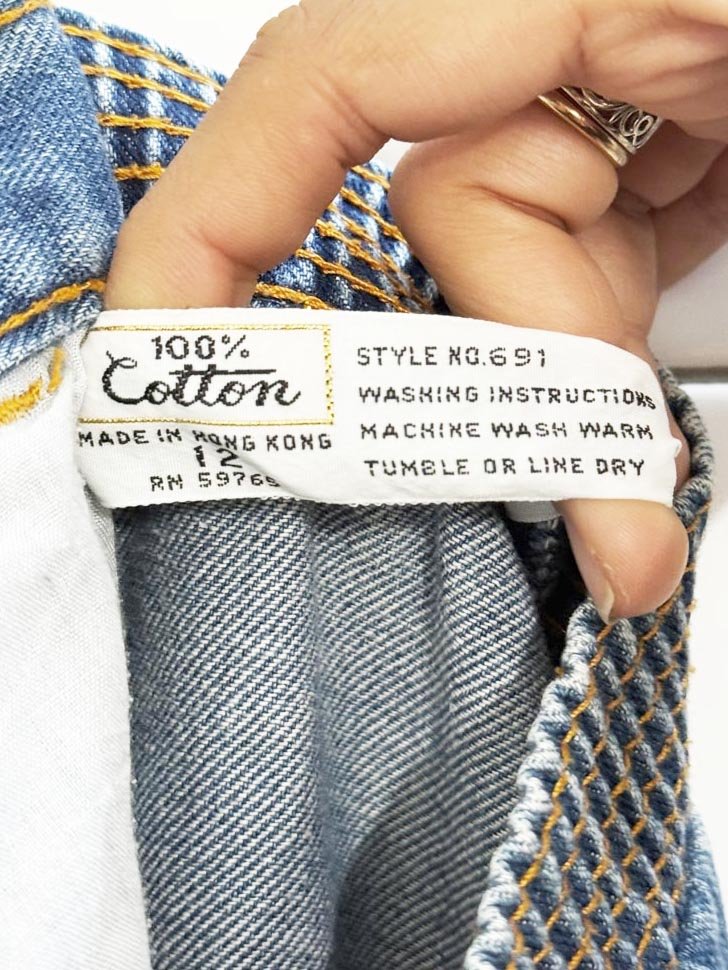 100%
Cotton
MADE IN HONG KONG
12
RN 59765
STYLE NO.691
WASHING INSTRUCTIONS
MACHINE WASH WARM
TUMBLE OR LINE DRY